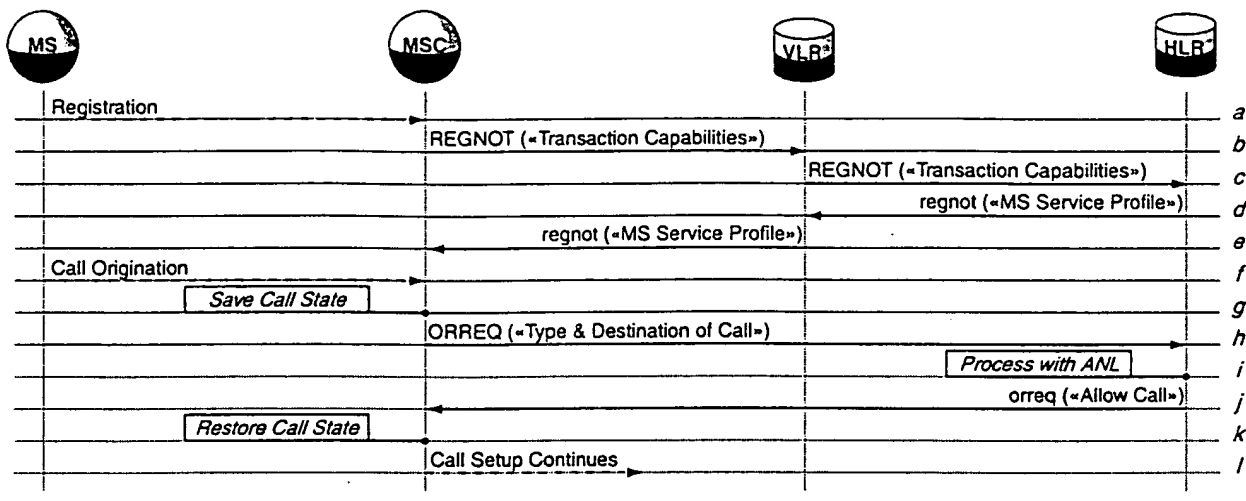 MS MSC VLR HLR
Registration a
REGNOT («Transaction Capabilities») b
REGNOT («Transaction Capabilities») c
regnot («MS Service Profile») d
regnot («MS Service Profile») e
Call Origination f
Save Call State g
ORREQ («Type & Destination of Call») h
Process with ANL i
orreq («Allow Call») j
Restore Call State k
Call Setup Continues l